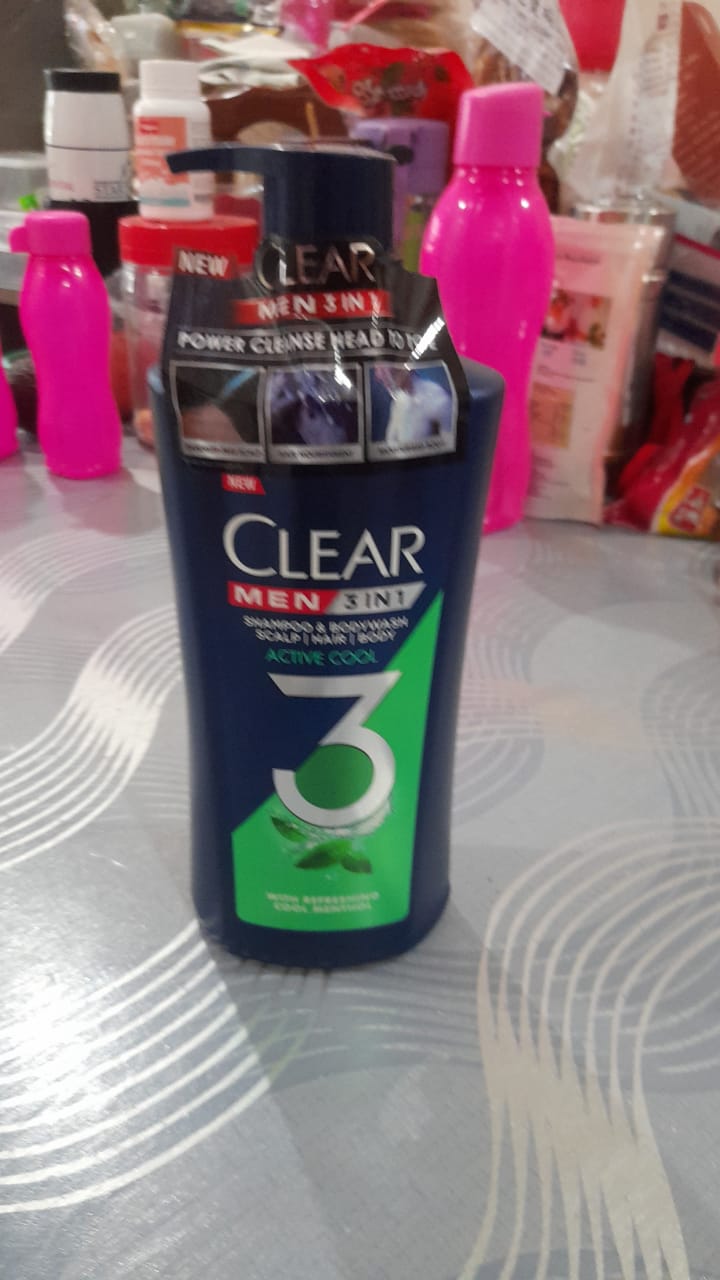 NEW
CLEAR
MEN 3 IN 1
POWER CLEANSE HEAD TO TOE
NEW
CLEAR
MEN 3 IN 1
SHAMPOO & BODYWASH
SCALP | HAIR | BODY
ACTIVE COOL
3
WITH REFRESHING
COOL MENTHOL